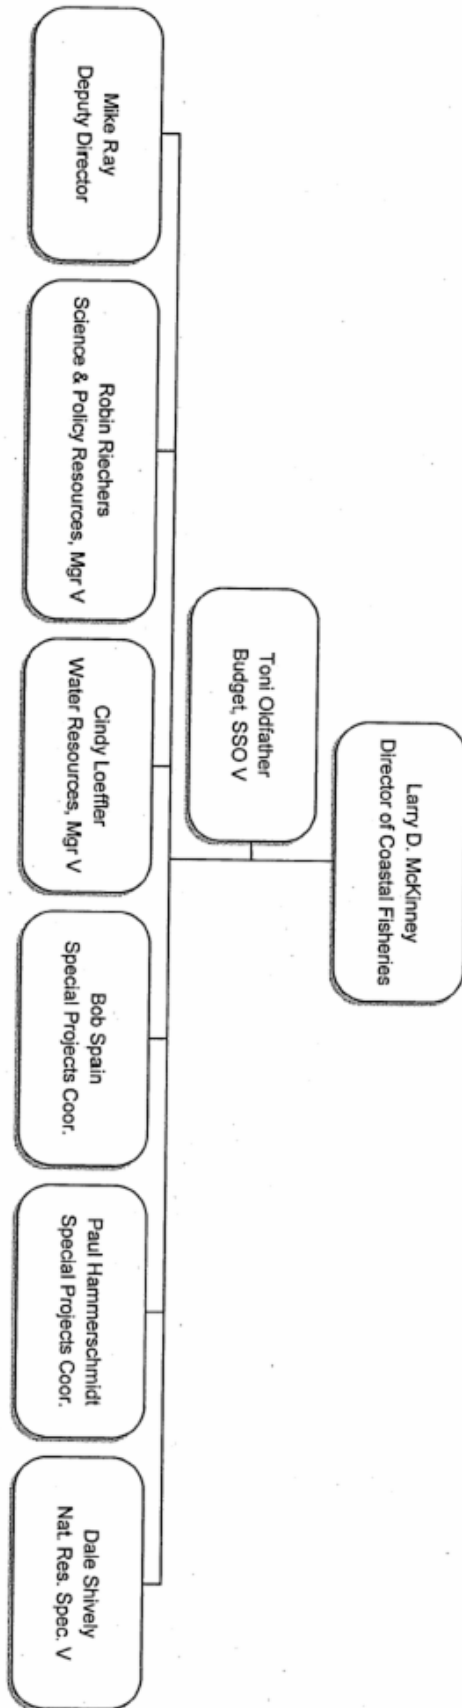 Larry D. McKinney
Director of Coastal Fisheries
Toni Oldfather
Budget, SSO V
Mike Ray
Deputy Director
Robin Riechers
Science & Policy Resources, Mgr V
Cindy Loeffler
Water Resources, Mgr V
Bob Spain
Special Projects Coor.
Paul Hammerschmidt
Special Projects Coor.
Dale Shively
Nat. Res. Spec. V